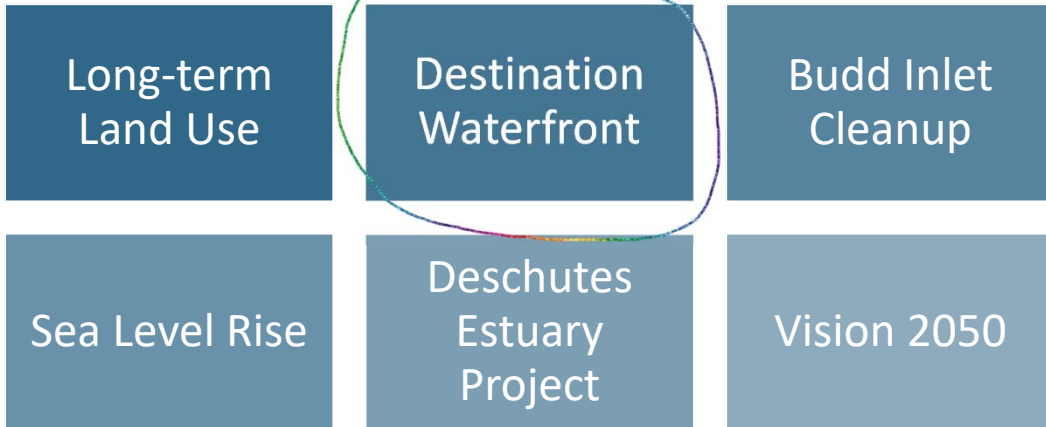 Long-term
Land Use
Destination
Waterfront
Budd Inlet
Cleanup
Sea Level Rise
Deschutes
Estuary
Project
Vision 2050